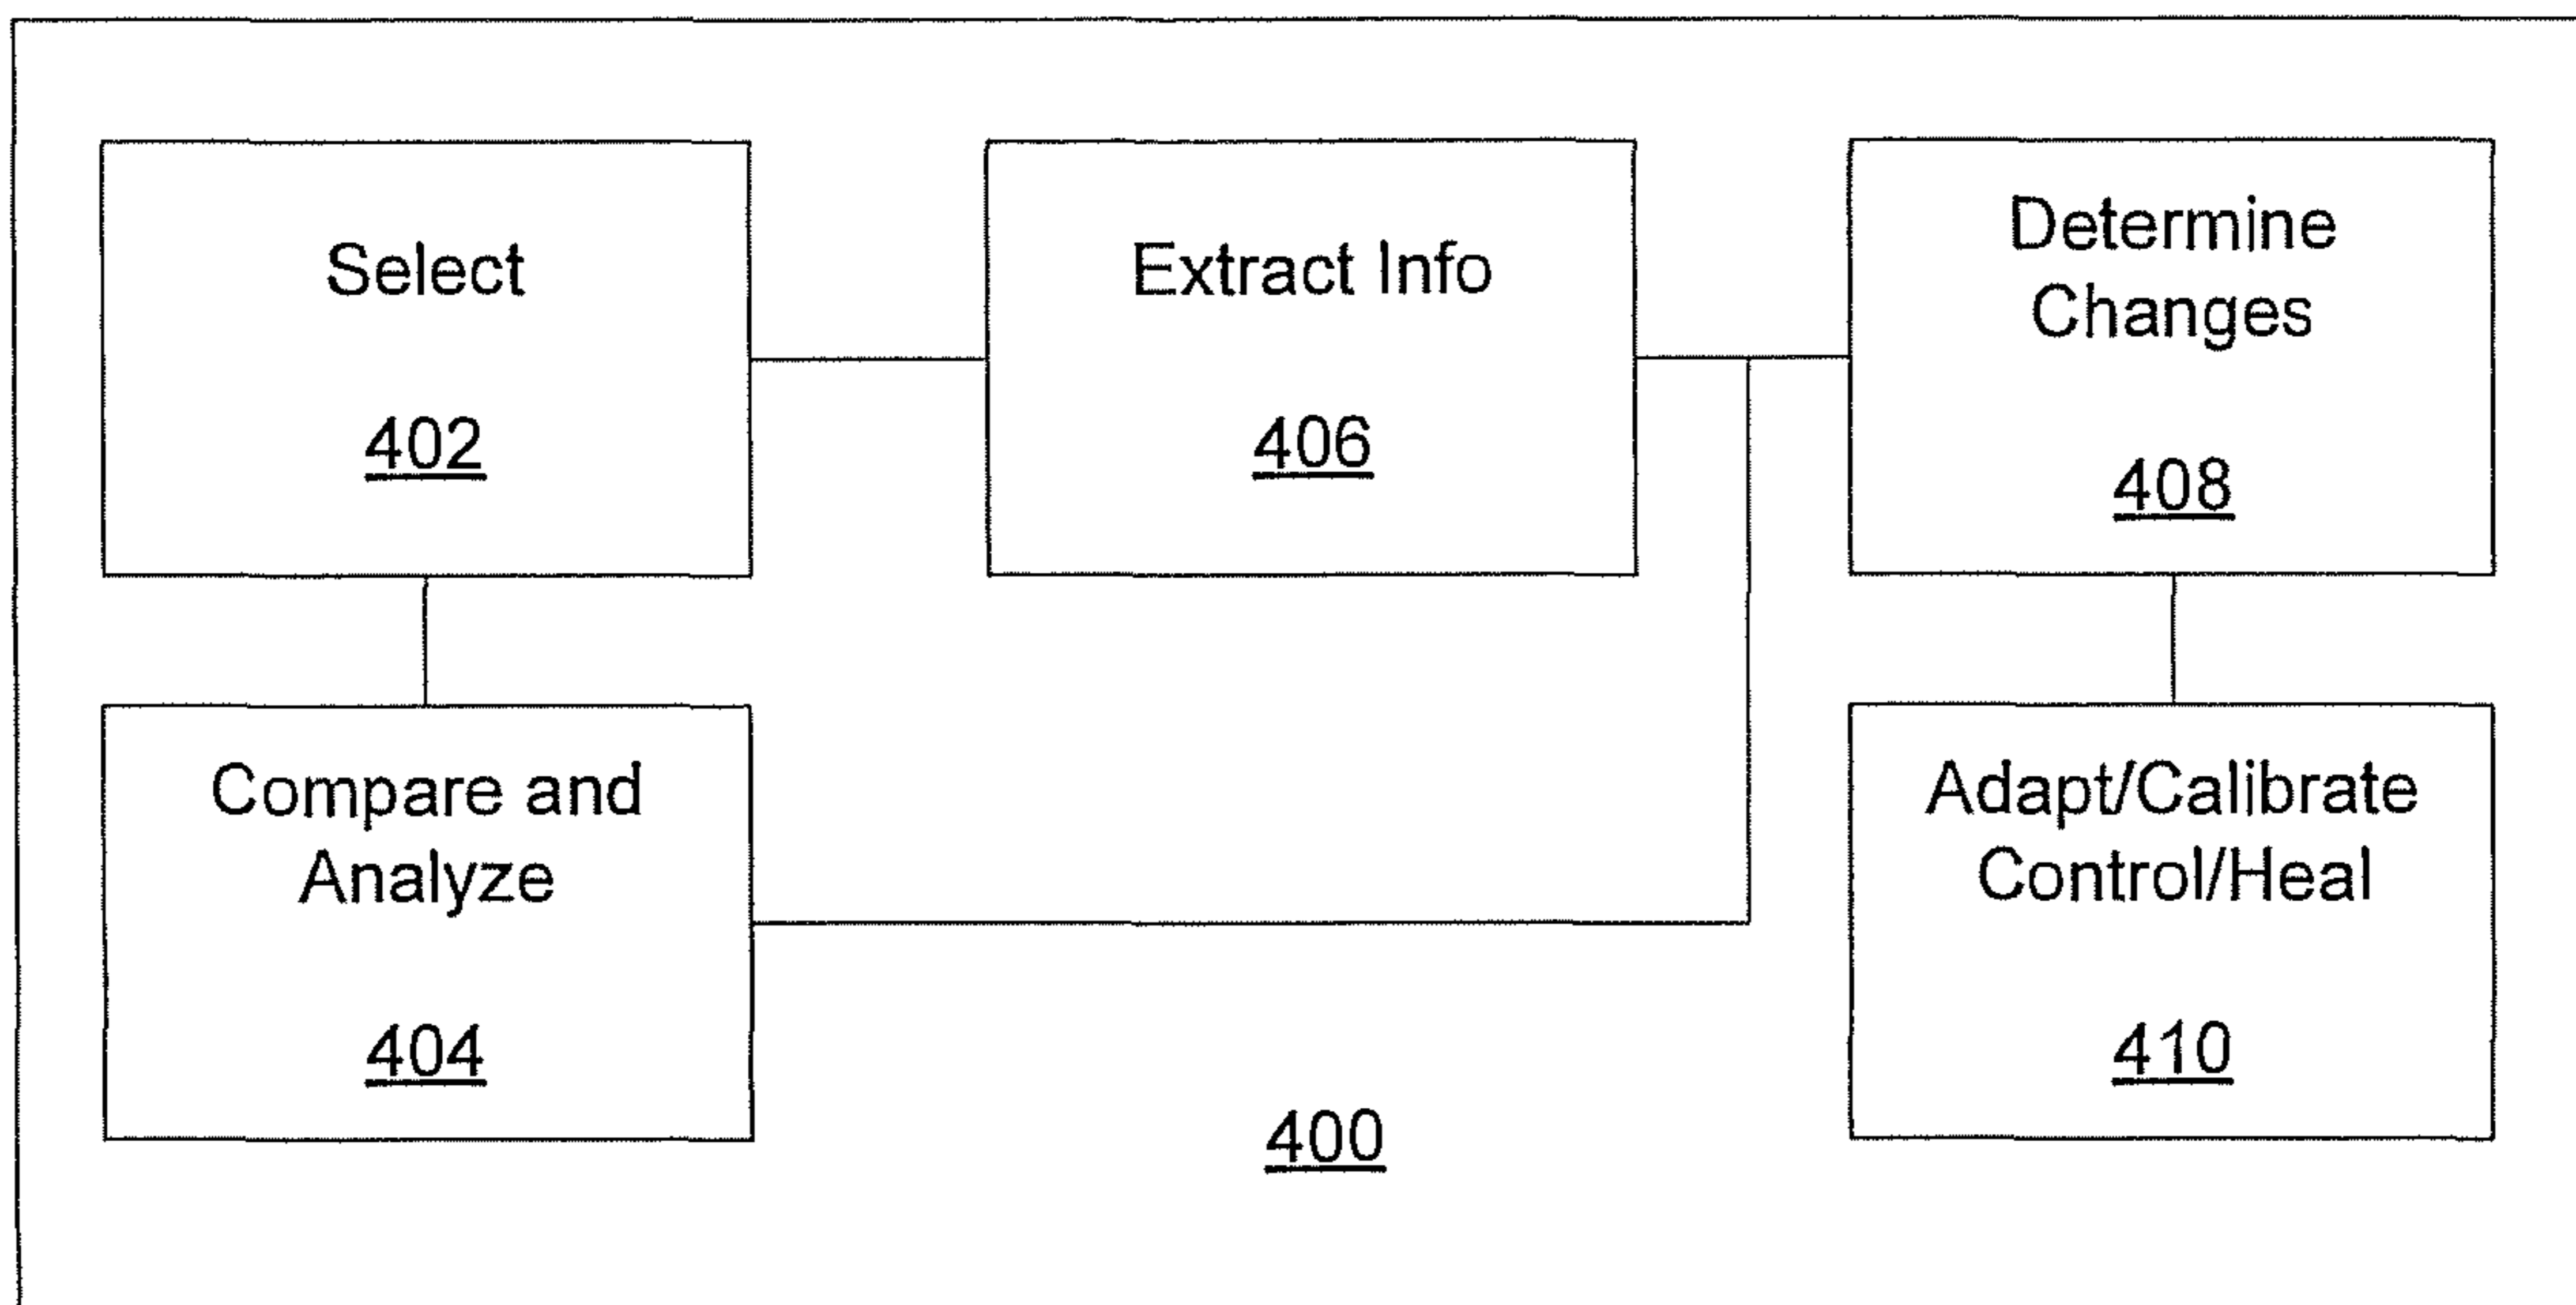 Select
402
Extract Info
406
Determine
Changes
408
Compare and
Analyze
404
Adapt/Calibrate
Control/Heal
410
400